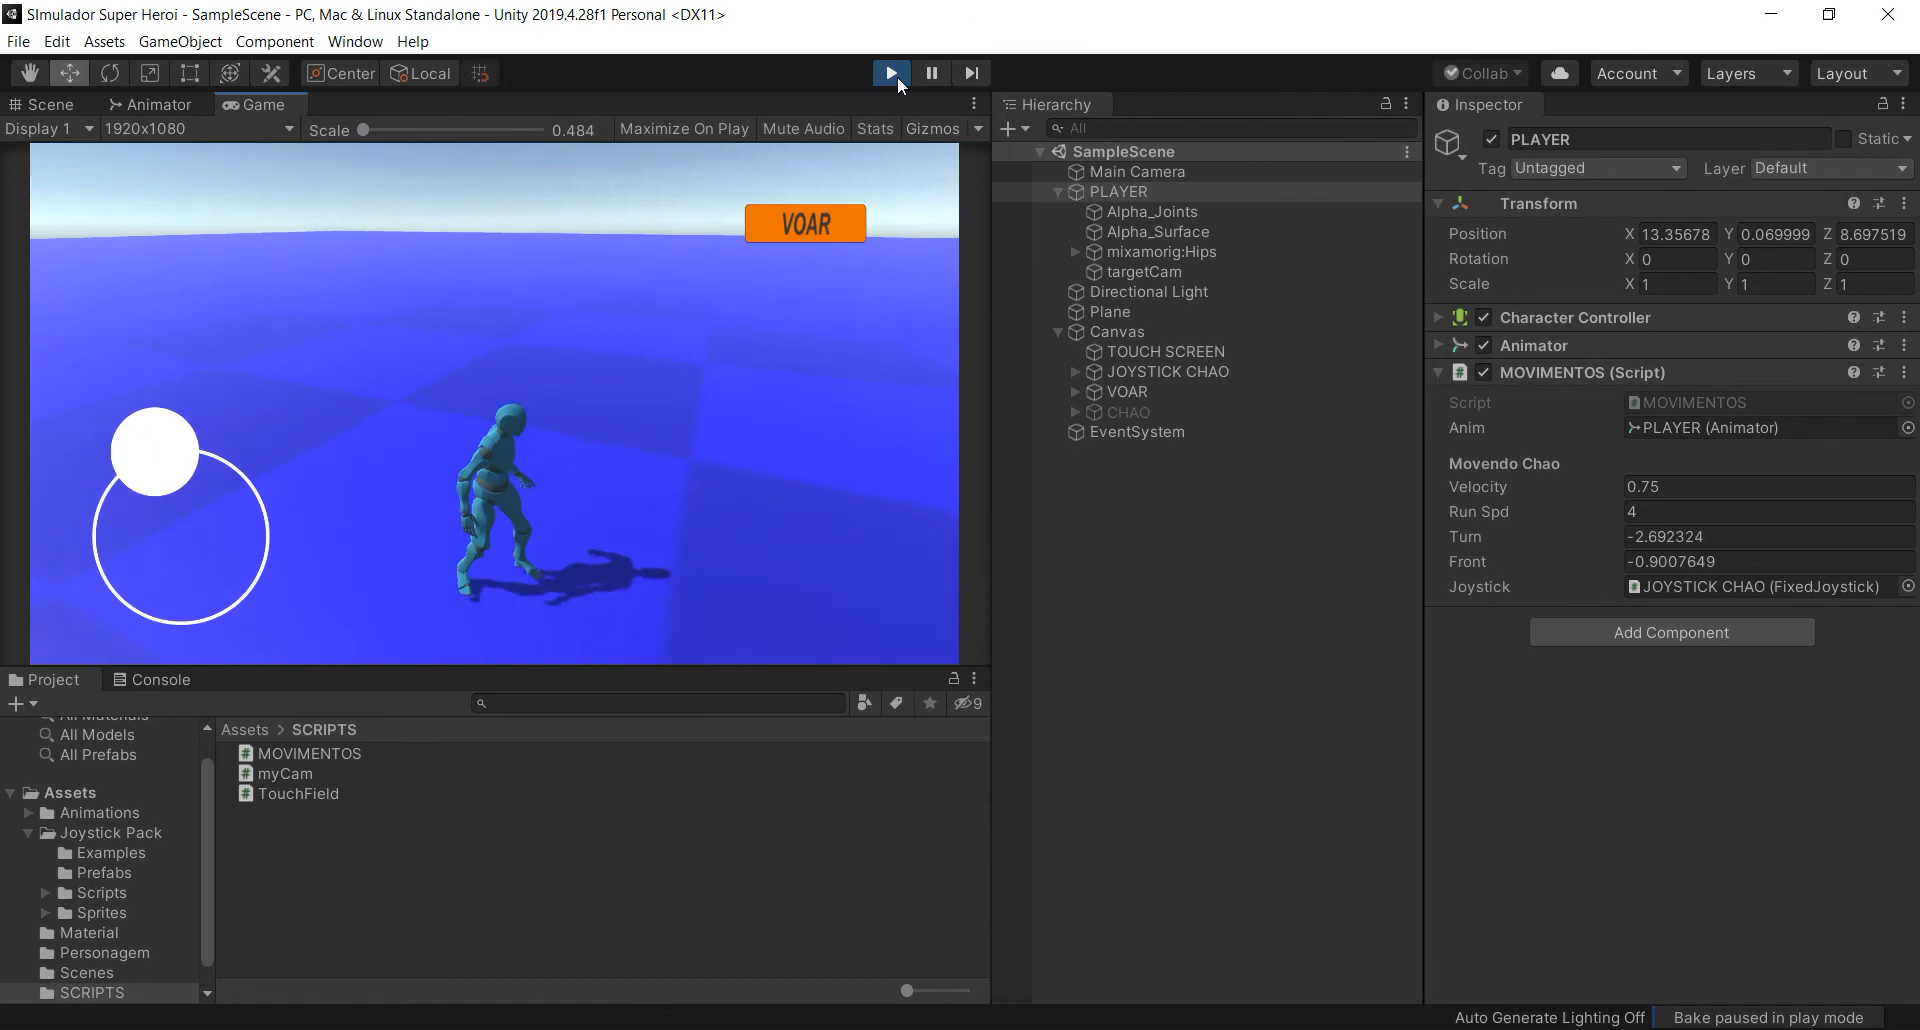 SImulador Super Heroi - SampleScene - PC, Mac & Linux Standalone - Unity 2019.4.28f1 Personal <DX11>
File Edit Assets GameObject Component Window Help
Center Local Collab Account Layers Layout
Scene Animator Game
Display 1 1920x1080 Scale 0.484 Maximize On Play Mute Audio Stats Gizmos
VOAR
Hierarchy
All
SampleScene
Main Camera
PLAYER
Alpha_Joints
Alpha_Surface
mixamorig:Hips
targetCam
Directional Light
Plane
Canvas
TOUCH SCREEN
JOYSTICK CHAO
VOAR
CHAO
EventSystem
Inspector
PLAYER Static
Tag Untagged Layer Default
Transform
Position X 13.35678 Y 0.069999 Z 8.697519
Rotation X 0 Y 0 Z 0
Scale X 1 Y 1 Z 1
Character Controller
Animator
MOVIMENTOS (Script)
Script MOVIMENTOS
Anim PLAYER (Animator)
Movendo Chao
Velocity 0.75
Run Spd 4
Turn -2.692324
Front -0.9007649
Joystick JOYSTICK CHAO (FixedJoystick)
Add Component
Project Console
9
All Materials
All Models
All Prefabs
Assets
Animations
Joystick Pack
Examples
Prefabs
Scripts
Sprites
Material
Personagem
Scenes
SCRIPTS
Assets > SCRIPTS
MOVIMENTOS
myCam
TouchField
Auto Generate Lighting Off Bake paused in play mode